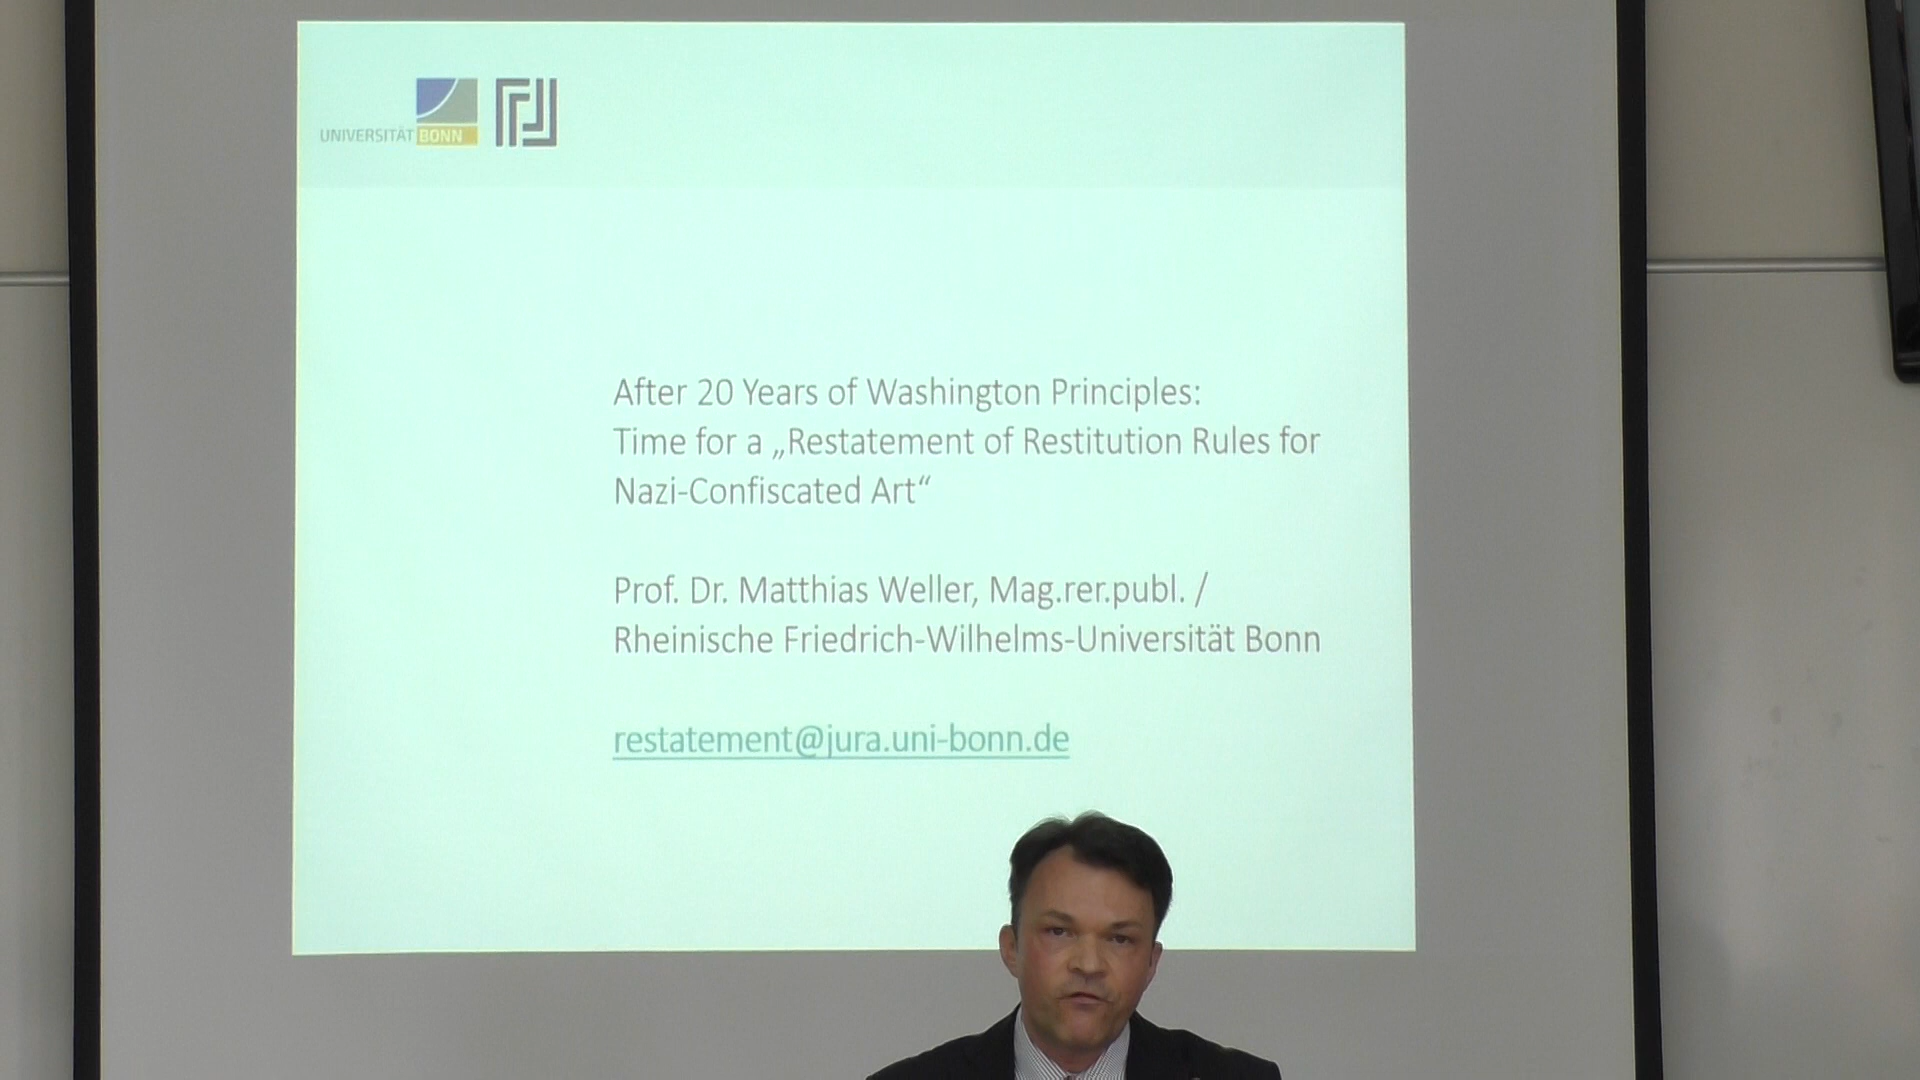 UNIVERSITÄT BONN
After 20 Years of Washington Principles:
Time for a „Restatement of Restitution Rules for
Nazi-Confiscated Art“
Prof. Dr. Matthias Weller, Mag.rer.publ. /
Rheinische Friedrich-Wilhelms-Universität Bonn
restatement@jura.uni-bonn.de